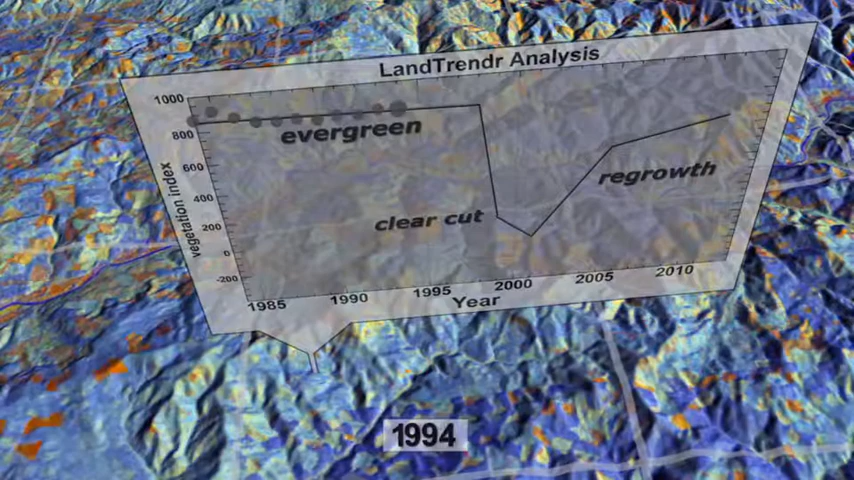 LandTrendr Analysis
1000
800
600
400
200
0
-200
vegetation index
evergreen
clear cut
regrowth
1985
1990
1995
2000
2005
2010
Year
1994